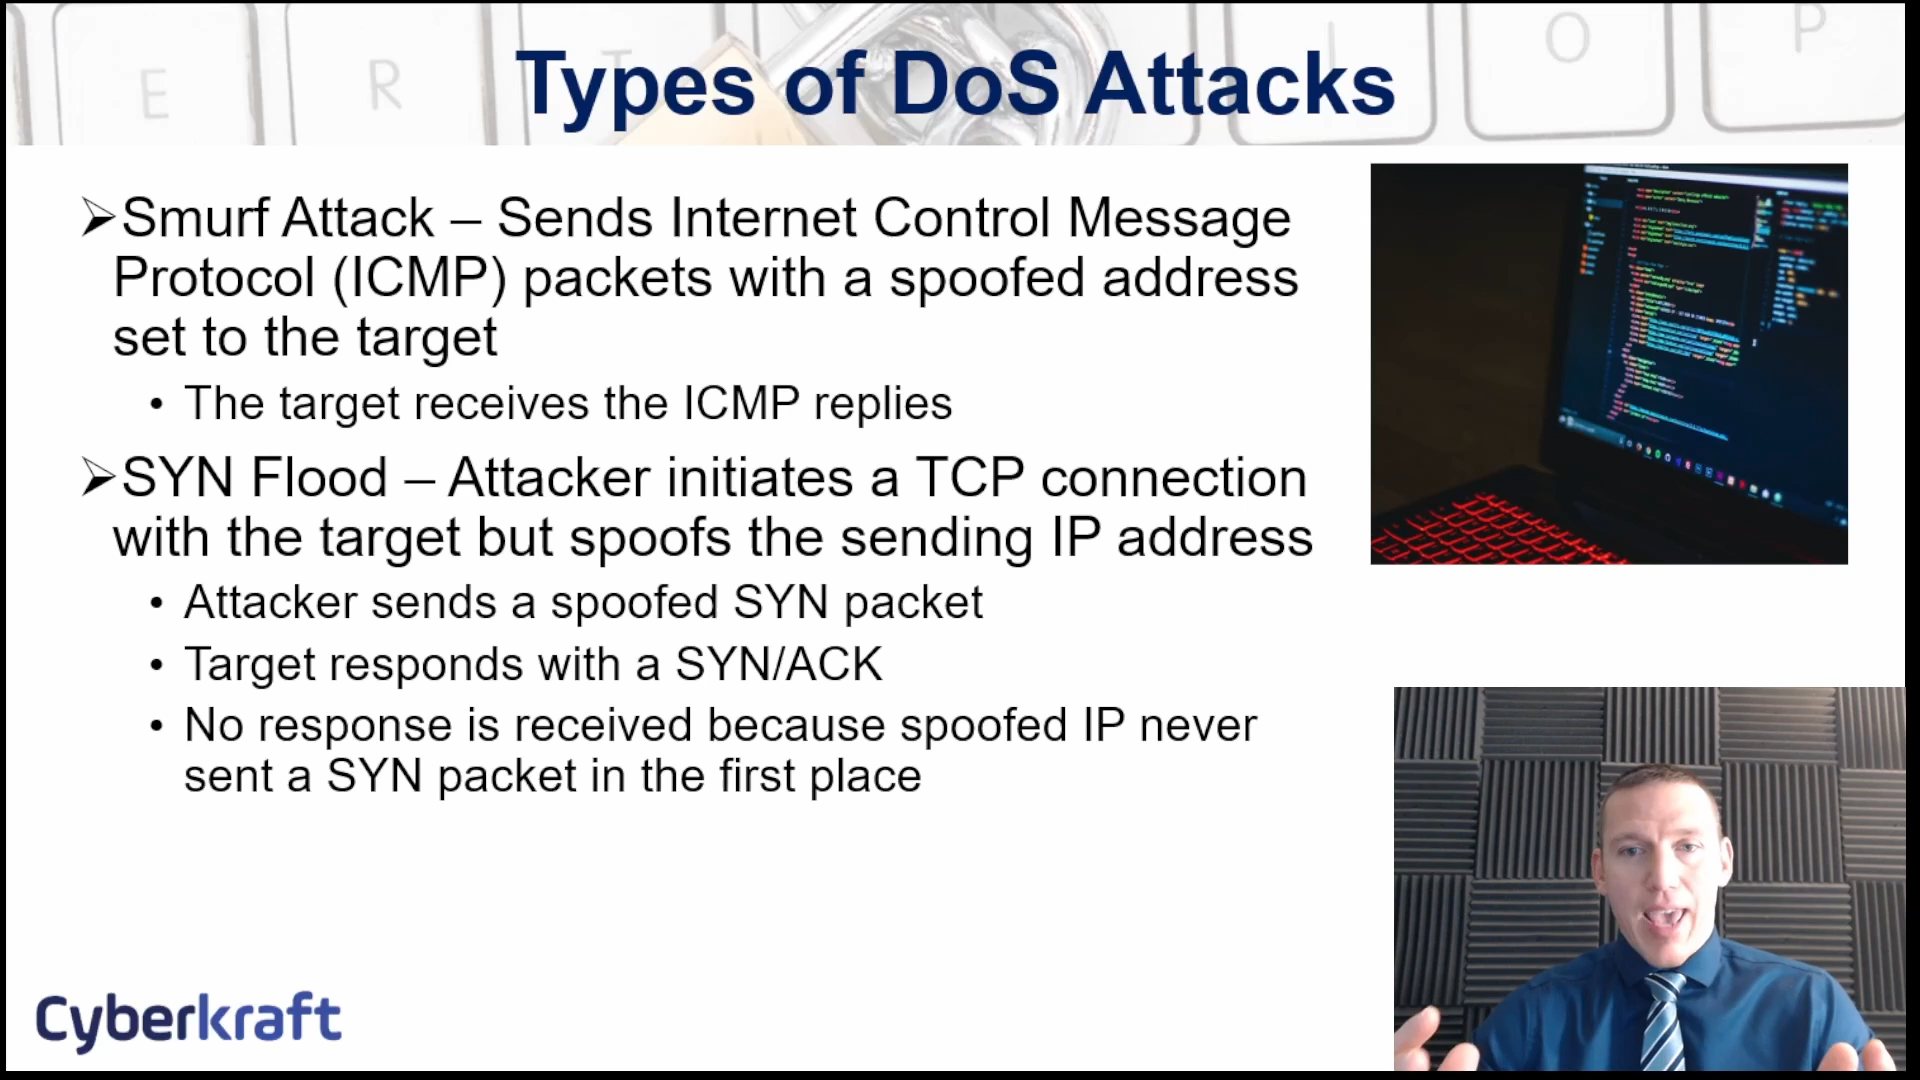 E R T I O P
Types of DoS Attacks
➢Smurf Attack – Sends Internet Control Message
Protocol (ICMP) packets with a spoofed address
set to the target
• The target receives the ICMP replies
➢SYN Flood – Attacker initiates a TCP connection
with the target but spoofs the sending IP address
• Attacker sends a spoofed SYN packet
• Target responds with a SYN/ACK
• No response is received because spoofed IP never
sent a SYN packet in the first place
Cyberkraft